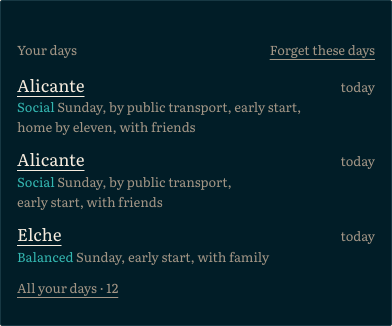 Your days
Forget these days
Alicante
today
Social Sunday, by public transport, early start,
home by eleven, with friends
Alicante
today
Social Sunday, by public transport,
early start, with friends
Elche
today
Balanced Sunday, early start, with family
All your days · 12